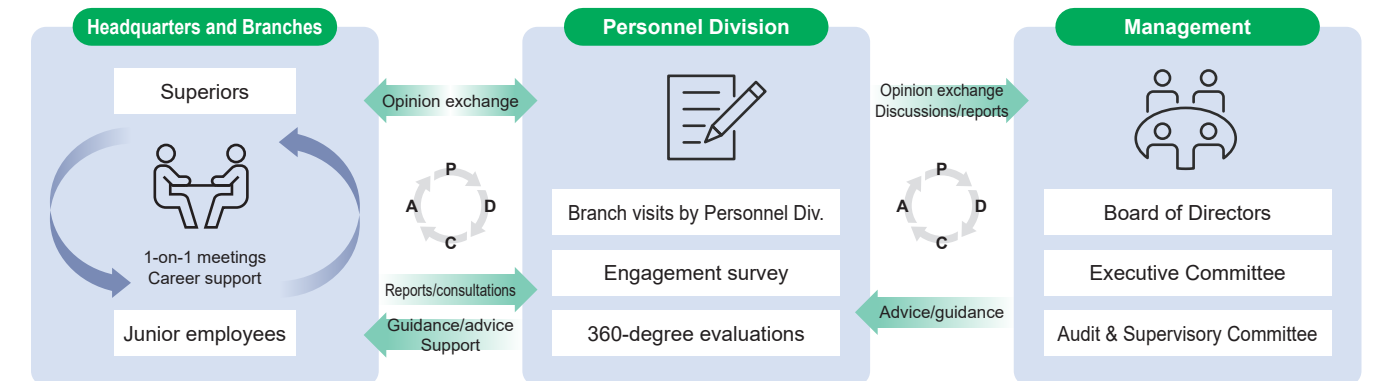 Headquarters and Branches
Superiors
1-on-1 meetings
Career support
Junior employees
Opinion exchange
P
D
C
A
Reports/consultations
Guidance/advice
Support
Personnel Division
Branch visits by Personnel Div.
Engagement survey
360-degree evaluations
Opinion exchange
Discussions/reports
P
D
C
A
Advice/guidance
Management
Board of Directors
Executive Committee
Audit & Supervisory Committee